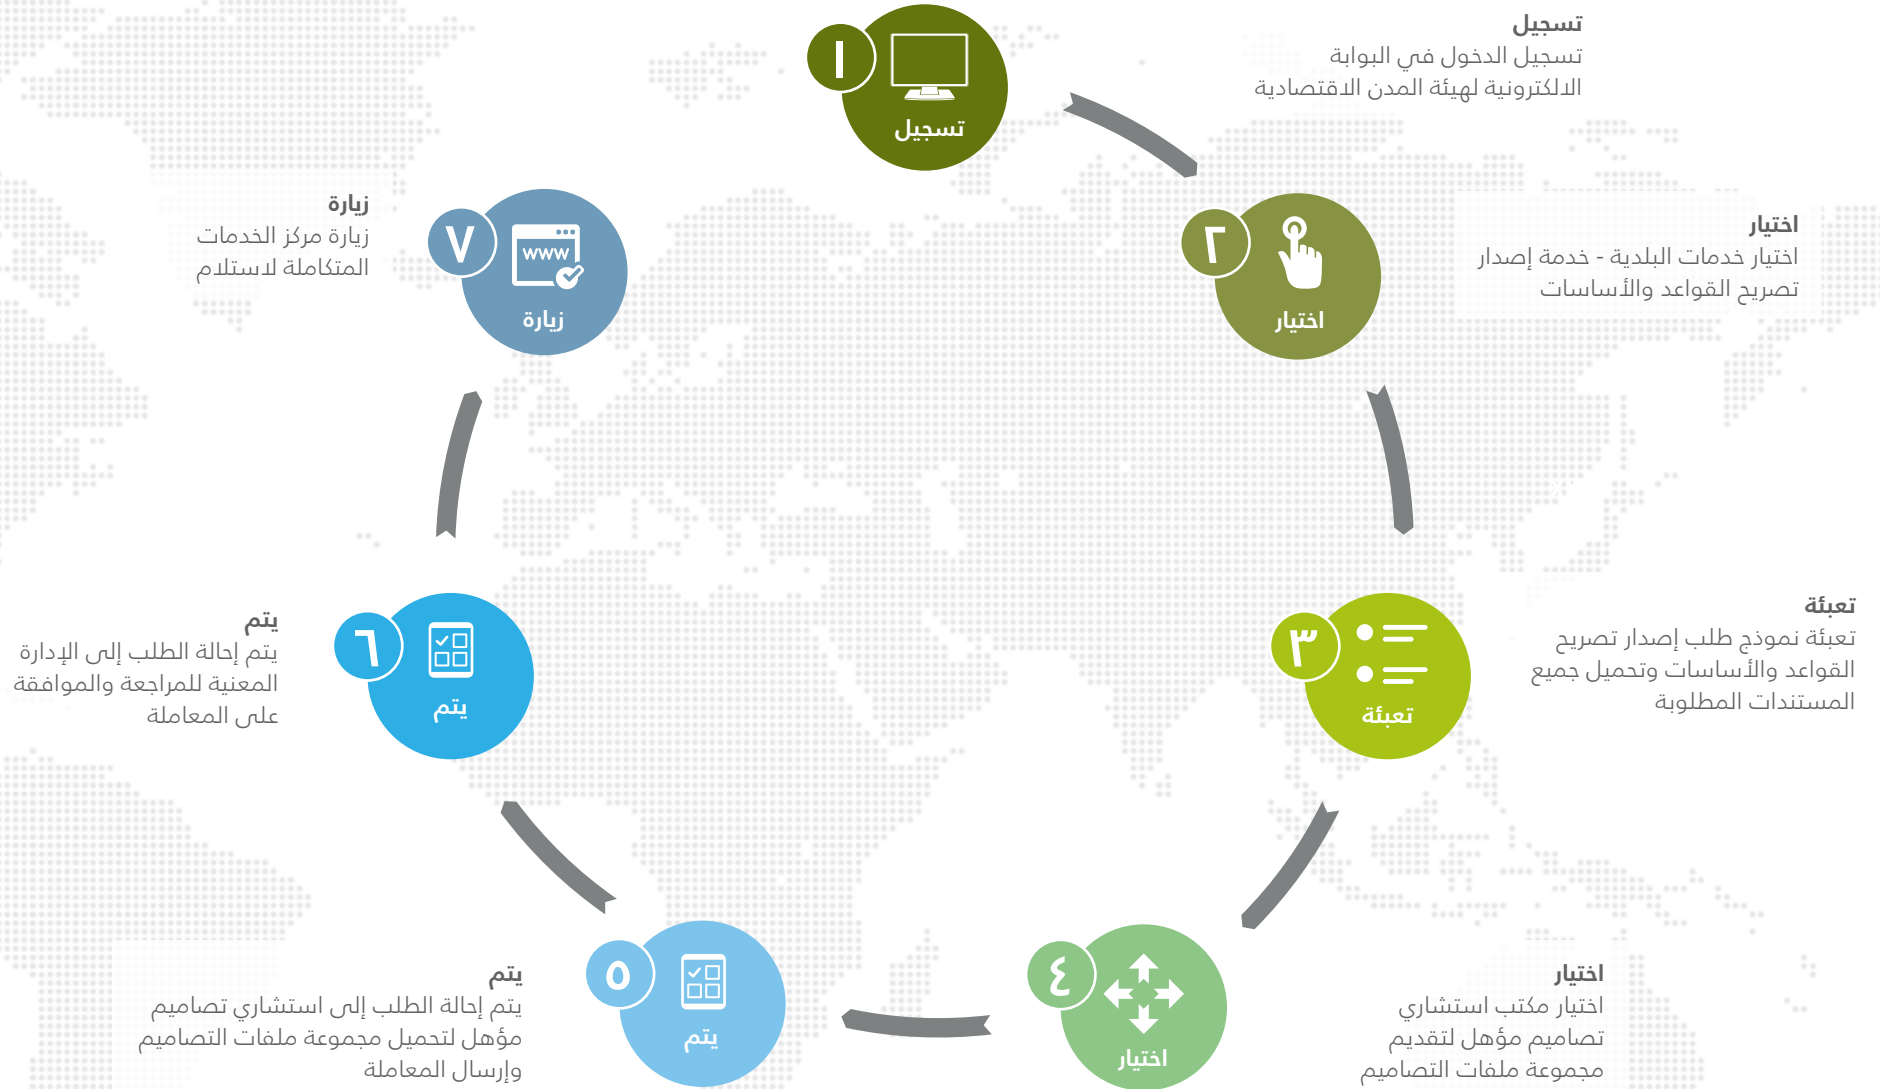 ١
تسجيل
تسجيل
تسجيل الدخول في البوابة
الالكترونية لهيئة المدن الاقتصادية
٢
اختيار
اختيار
اختيار خدمات البلدية - خدمة إصدار
تصريح القواعد والأساسات
٣
تعبئة
تعبئة
تعبئة نموذج طلب إصدار تصريح
القواعد والأساسات وتحميل جميع
المستندات المطلوبة
٤
اختيار
اختيار
اختيار مكتب استشاري
تصاميم مؤهل لتقديم
مجموعة ملفات التصاميم
٥
يتم
يتم
يتم إحالة الطلب إلى استشاري تصاميم
مؤهل لتحميل مجموعة ملفات التصاميم
وإرسال المعاملة
٦
يتم
يتم
يتم إحالة الطلب إلى الإدارة
المعنية للمراجعة والموافقة
على المعاملة
٧
www
زيارة
زيارة
زيارة مركز الخدمات
المتكاملة لاستلام